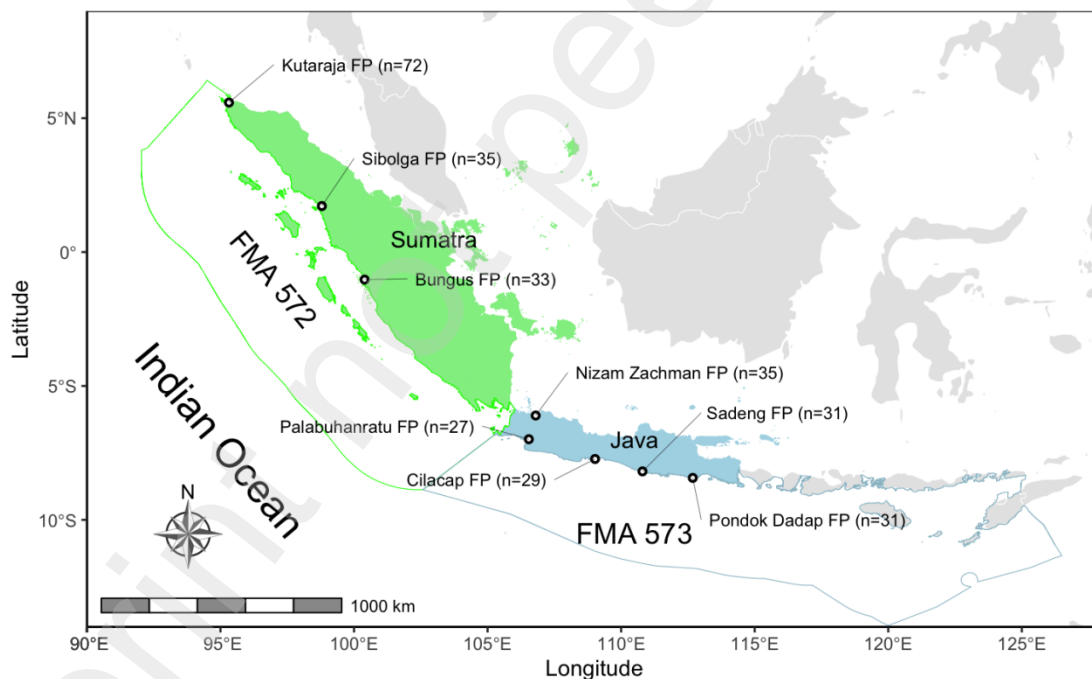 Kutaraja FP (n=72)
5°N
Sibolga FP (n=35)
Sumatra
0°
Bungus FP (n=33)
FMA 572
Latitude
Nizam Zachman FP (n=35)
5°S
Sadeng FP (n=31)
Palabuhanratu FP (n=27)
Java
Indian Ocean
Cilacap FP (n=29)
N
10°S
Pondok Dadap FP (n=31)
FMA 573
1000 km
90°E
95°E
100°E
105°E
110°E
115°E
120°E
125°E
Longitude